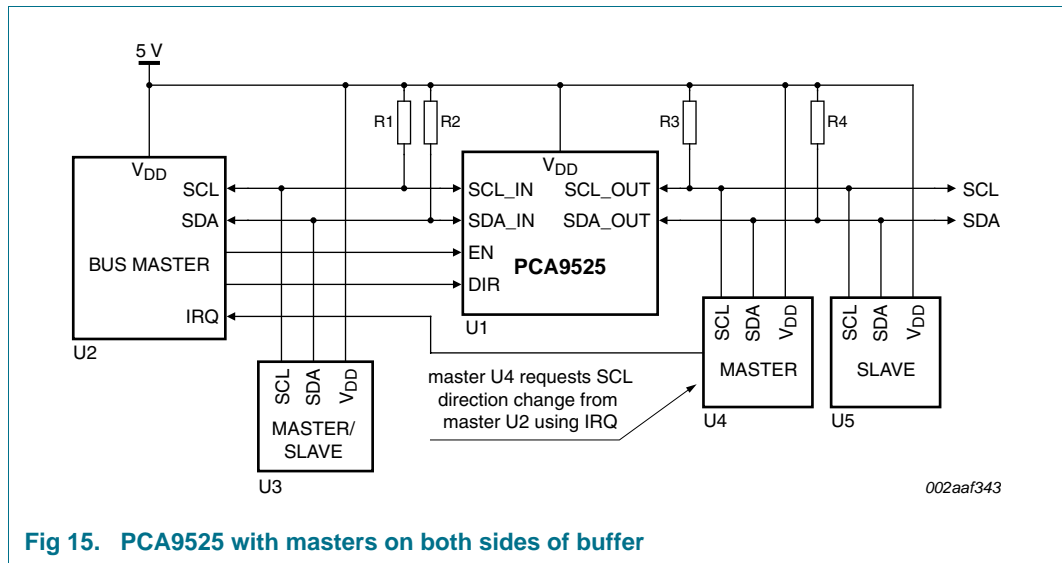 5 V
R1
R2
R3
R4
VDD
SCL
SDA
BUS MASTER
IRQ
U2
VDD
SCL_IN
SCL_OUT
SDA_IN
SDA_OUT
EN
PCA9525
DIR
U1
SCL
SDA
SCL
SDA
VDD
MASTER/
SLAVE
U3
master U4 requests SCL
direction change from
master U2 using IRQ
SCL
SDA
VDD
MASTER
U4
SCL
SDA
VDD
SLAVE
U5
002aaf343
Fig 15. PCA9525 with masters on both sides of buffer